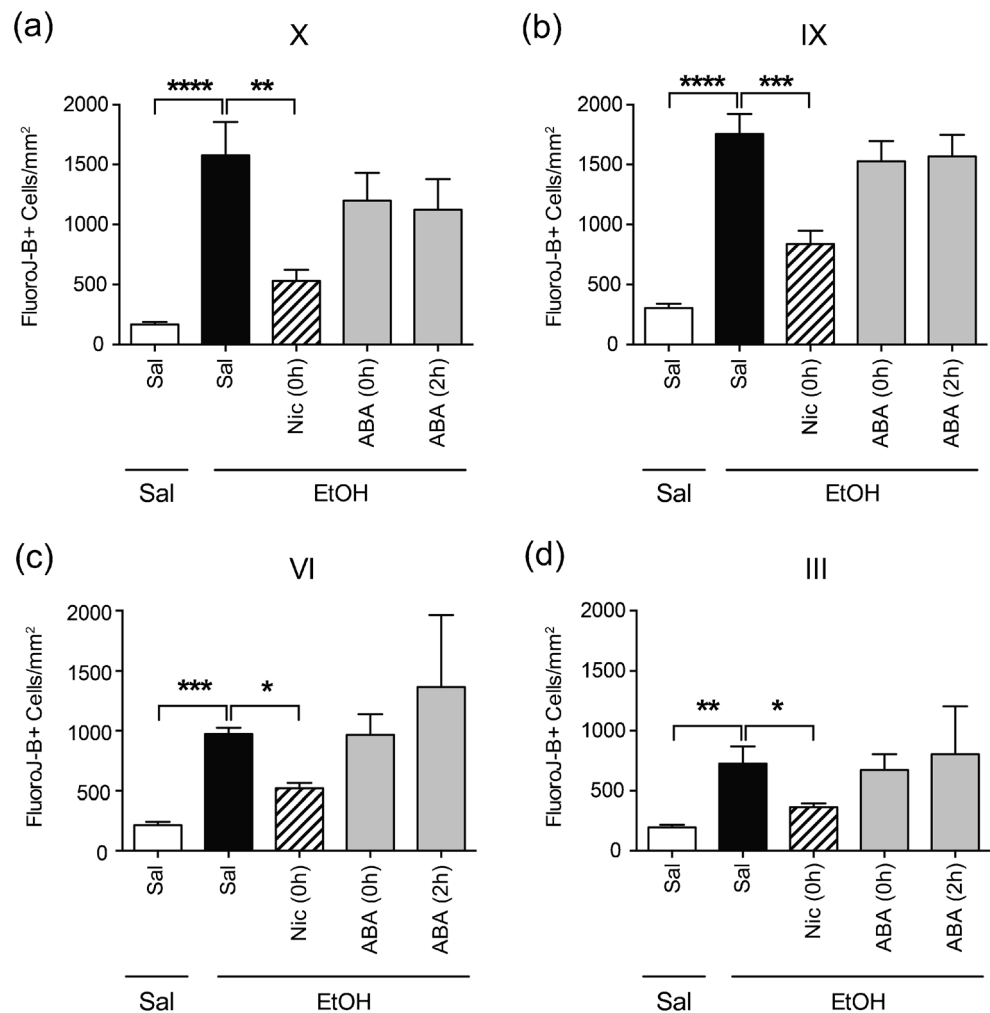 (a)
X
**** **
FluoroJ-B+ Cells/mm²
2000
1500
1000
500
0
Sal
Sal
Nic (0h)
ABA (0h)
ABA (2h)
Sal EtOH
(b)
IX
**** ***
FluoroJ-B+ Cells/mm²
2000
1500
1000
500
0
Sal
Sal
Nic (0h)
ABA (0h)
ABA (2h)
Sal EtOH
(c)
VI
*** *
FluoroJ-B+ Cells/mm²
2000
1500
1000
500
0
Sal
Sal
Nic (0h)
ABA (0h)
ABA (2h)
Sal EtOH
(d)
III
** *
FluoroJ-B+ Cells/mm²
2000
1500
1000
500
0
Sal
Sal
Nic (0h)
ABA (0h)
ABA (2h)
Sal EtOH